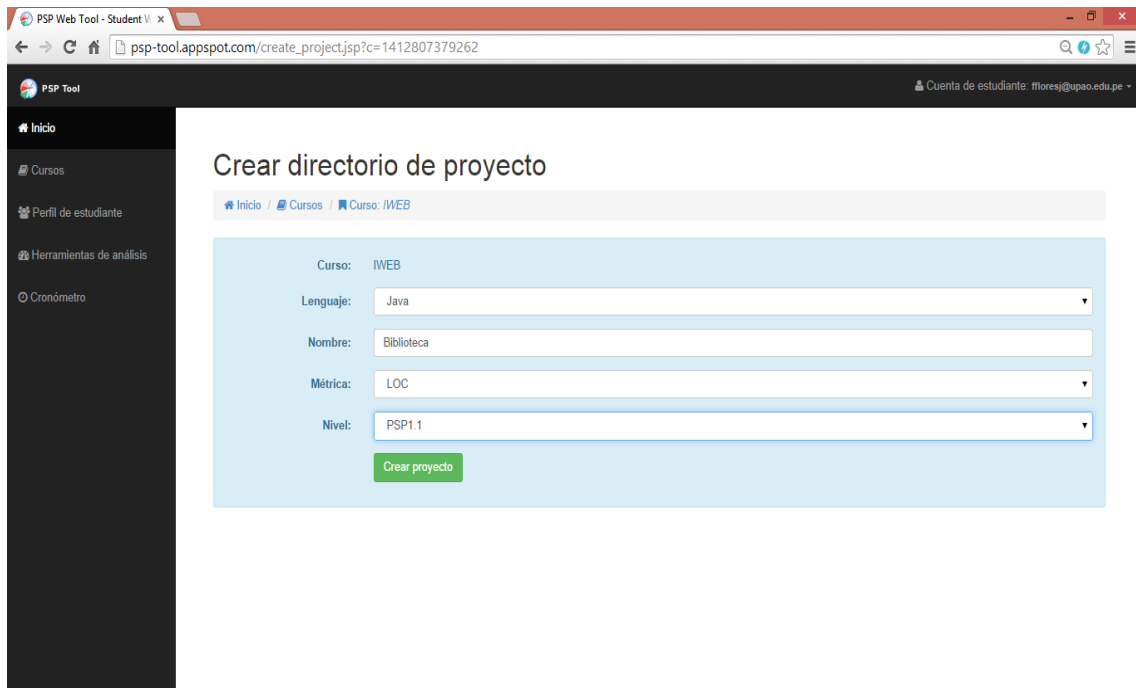 PSP Web Tool - Student W
psp-tool.appspot.com/create_project.jsp?c=1412807379262
PSP Tool
Cuenta de estudiante: ffloresj@upao.edu.pe
Inicio
Cursos
Perfil de estudiante
Herramientas de análisis
Cronómetro
Crear directorio de proyecto
Inicio / Cursos / Curso: IWEB
Curso: IWEB
Lenguaje: Java
Nombre: Biblioteca
Métrica: LOC
Nivel: PSP1.1
Crear proyecto